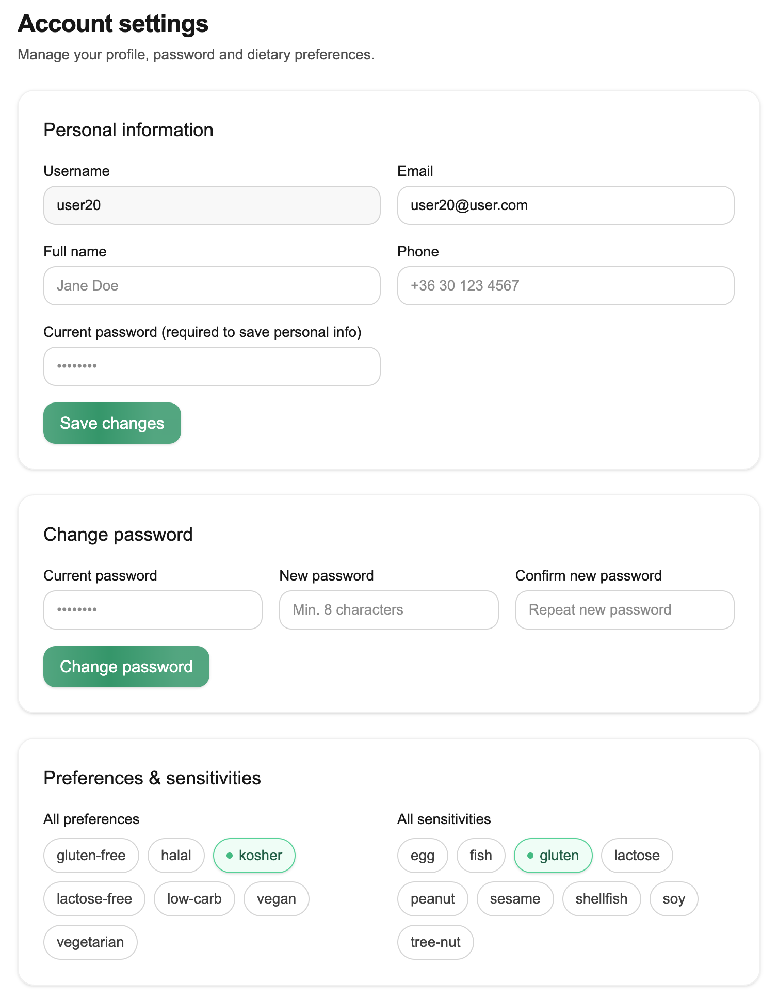 Account settings
Manage your profile, password and dietary preferences.
Personal information
Username
Email
user20
user20@user.com
Full name
Phone
Jane Doe
+36 30 123 4567
Current password (required to save personal info)
••••••••
Save changes
Change password
Current password
New password
Confirm new password
••••••••
Min. 8 characters
Repeat new password
Change password
Preferences & sensitivities
All preferences
gluten-free halal kosher
lactose-free low-carb vegan
vegetarian
All sensitivities
egg fish gluten lactose
peanut sesame shellfish soy
tree-nut